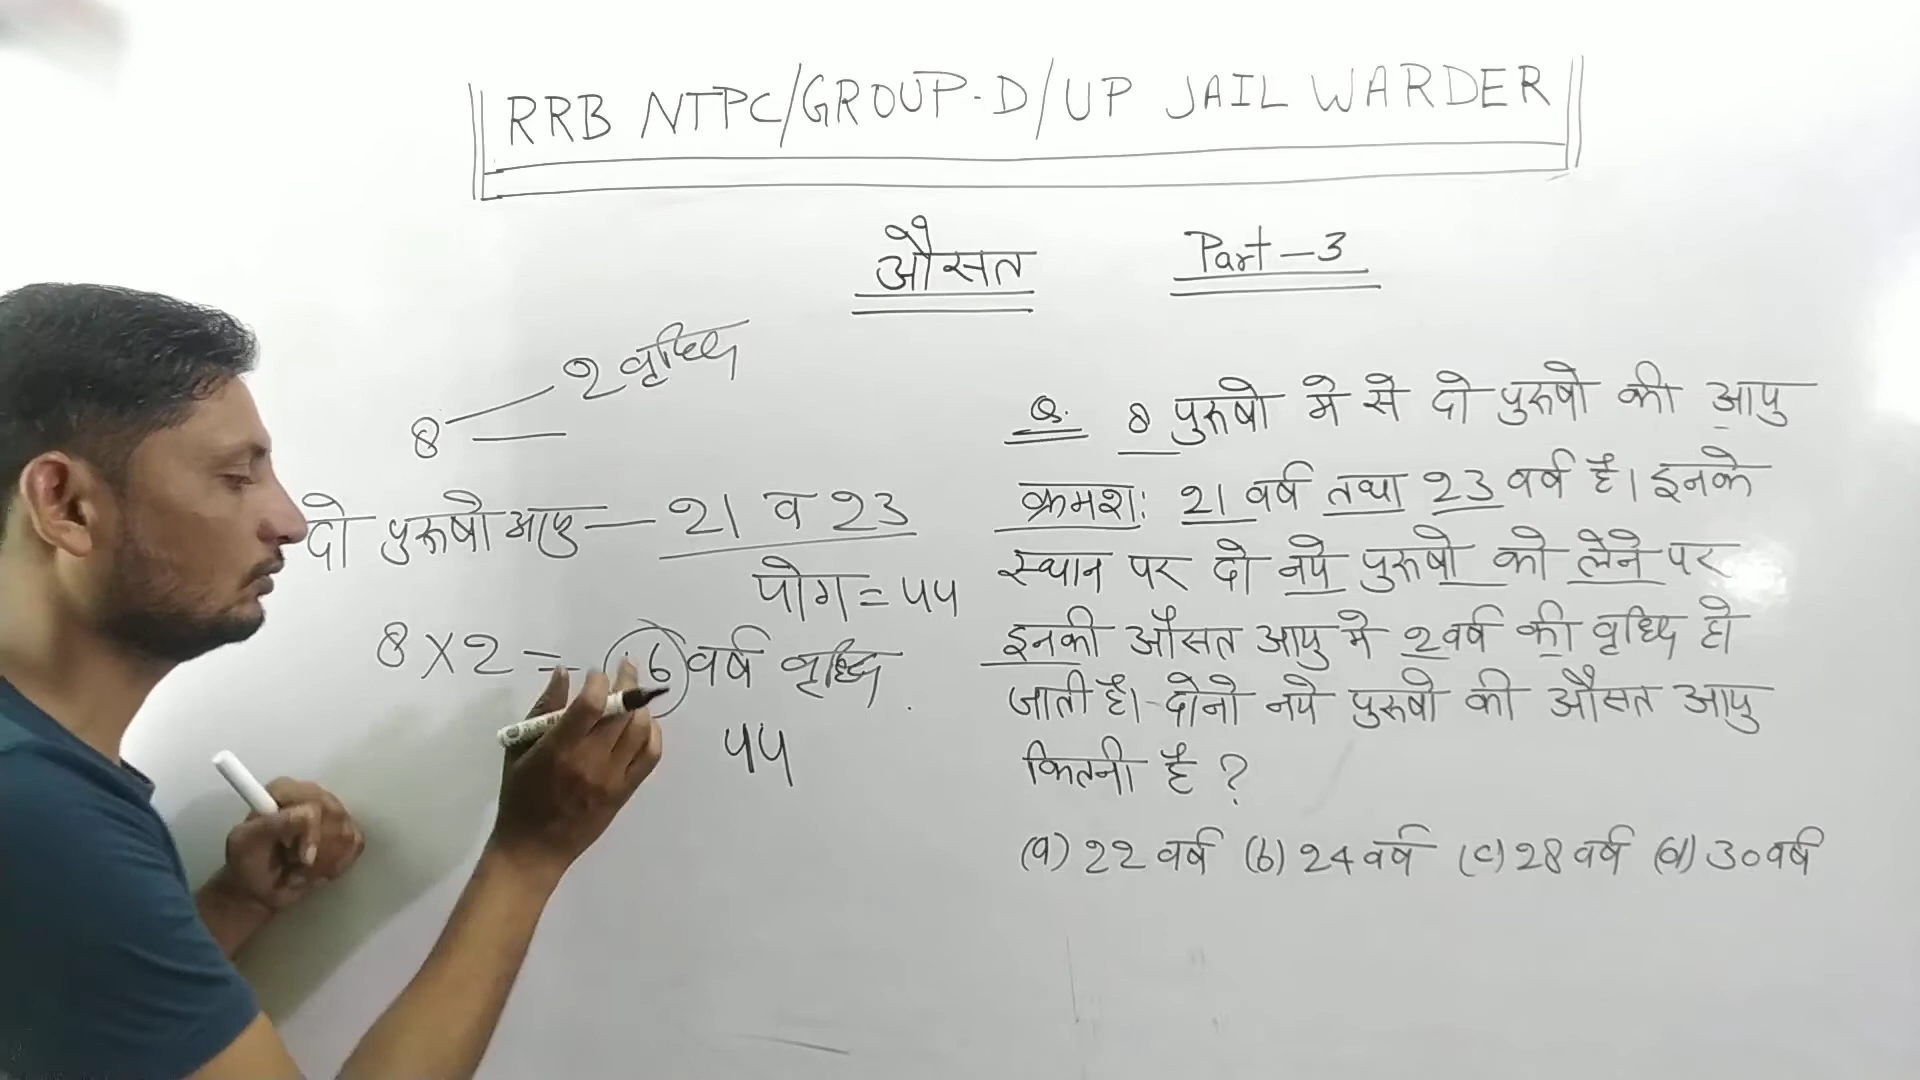 RRB NTPC/GROUP-D/UP JAIL WARDER
औसत Part-3
8 2 वृध्दि
दो पुरूषो आयु — 21 व 23
योग = 44
8 × 2 = 16 वर्ष वृध्दि
44
Q. 8 पुरूषो मे से दो पुरूषो की आयु
क्रमश: 21 वर्ष तथा 23 वर्ष है। इनके
स्थान पर दो नये पुरूषो को लेने पर
इनकी औसत आयु मे 2 वर्ष की वृध्दि हो
जाती है। दोनो नये पुरूषो की औसत आयु
कितनी है ?
(a) 22 वर्ष (b) 24 वर्ष (c) 28 वर्ष (d) 30 वर्ष